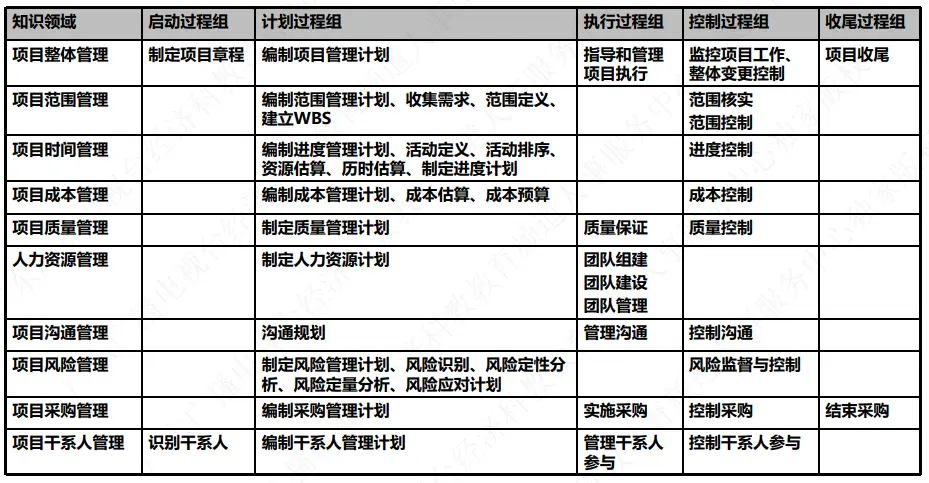 知识领域 启动过程组 计划过程组 执行过程组 控制过程组 收尾过程组
项目整体管理 制定项目章程 编制项目管理计划 指导和管理 监控项目工作、 项目收尾
项目执行 整体变更控制
项目范围管理 编制范围管理计划、收集需求、范围定义、 范围核实
建立WBS 范围控制
项目时间管理 编制进度管理计划、活动定义、活动排序、 进度控制
资源估算、历时估算、制定进度计划
项目成本管理 编制成本管理计划、成本估算、成本预算 成本控制
项目质量管理 制定质量管理计划 质量保证 质量控制
人力资源管理 制定人力资源计划 团队组建
团队建设
团队管理
项目沟通管理 沟通规划 管理沟通 控制沟通
项目风险管理 制定风险管理计划、风险识别、风险定性分 风险监督与控制
析、风险定量分析、风险应对计划
项目采购管理 编制采购管理计划 实施采购 控制采购 结束采购
项目干系人管理 识别干系人 编制干系人管理计划 管理干系人 控制干系人参与
参与